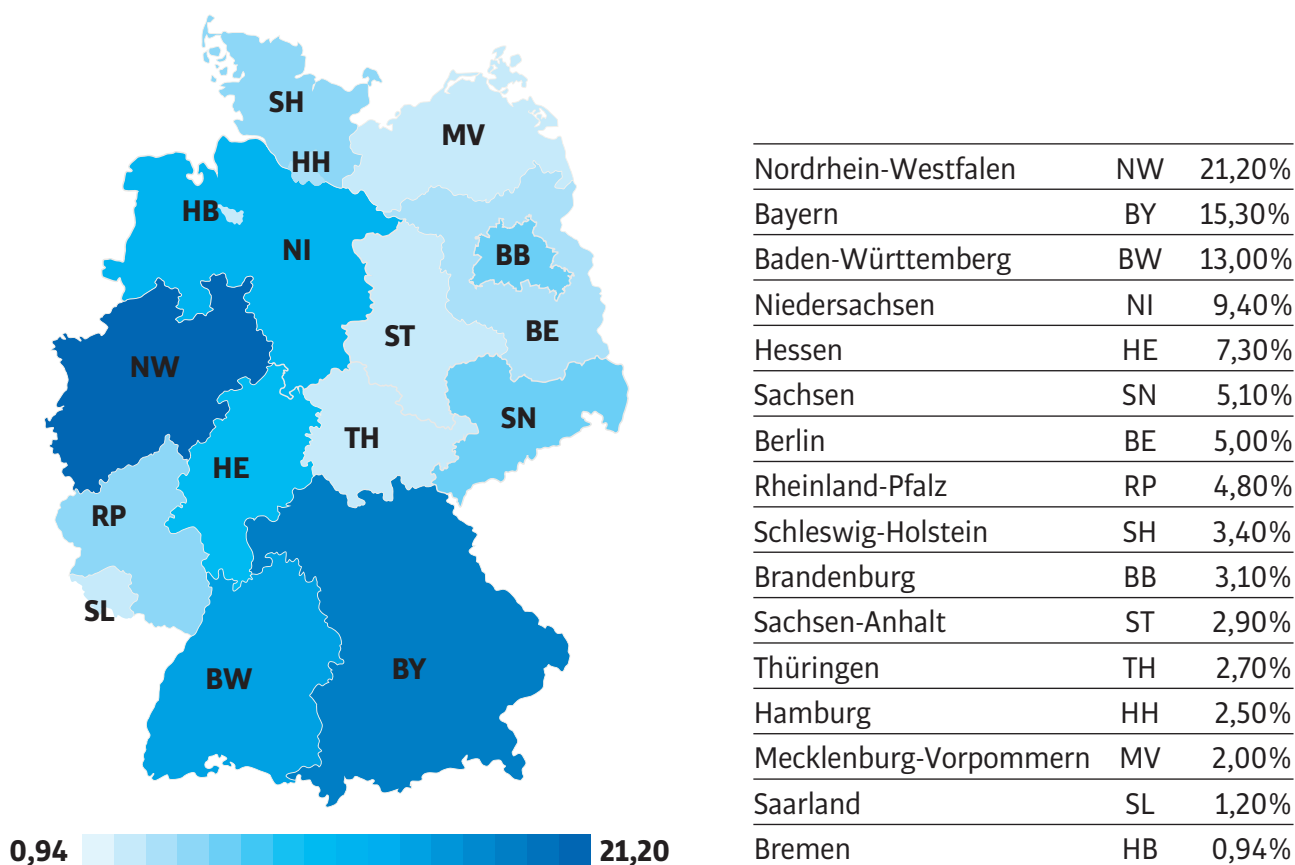 SH
MV
HH
HB
NI
BB
ST
BE
NW
SN
TH
HE
RP
SL
BW
BY
0,94
21,20
Nordrhein-Westfalen NW 21,20%
Bayern BY 15,30%
Baden-Württemberg BW 13,00%
Niedersachsen NI 9,40%
Hessen HE 7,30%
Sachsen SN 5,10%
Berlin BE 5,00%
Rheinland-Pfalz RP 4,80%
Schleswig-Holstein SH 3,40%
Brandenburg BB 3,10%
Sachsen-Anhalt ST 2,90%
Thüringen TH 2,70%
Hamburg HH 2,50%
Mecklenburg-Vorpommern MV 2,00%
Saarland SL 1,20%
Bremen HB 0,94%